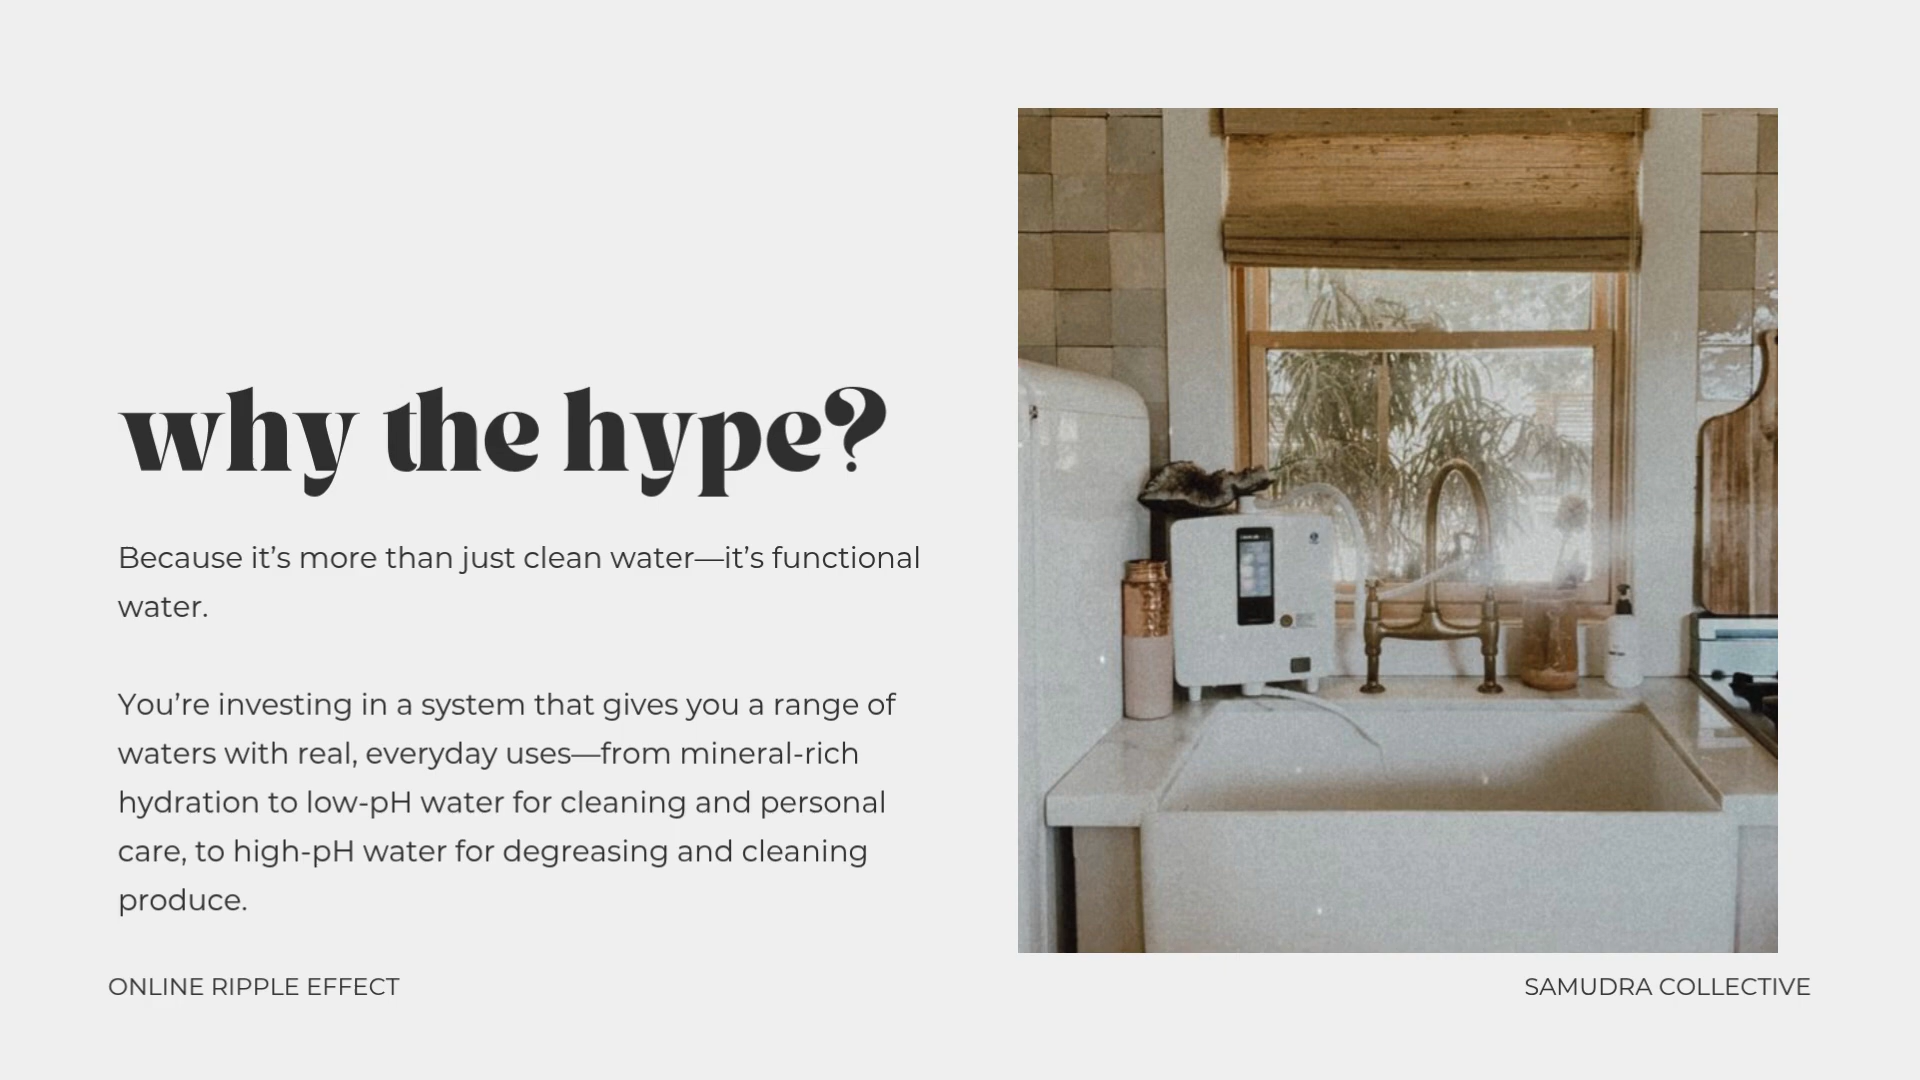 why the hype?
Because it’s more than just clean water—it’s functional
water.
You’re investing in a system that gives you a range of
waters with real, everyday uses—from mineral-rich
hydration to low-pH water for cleaning and personal
care, to high-pH water for degreasing and cleaning
produce.
ONLINE RIPPLE EFFECT
SAMUDRA COLLECTIVE